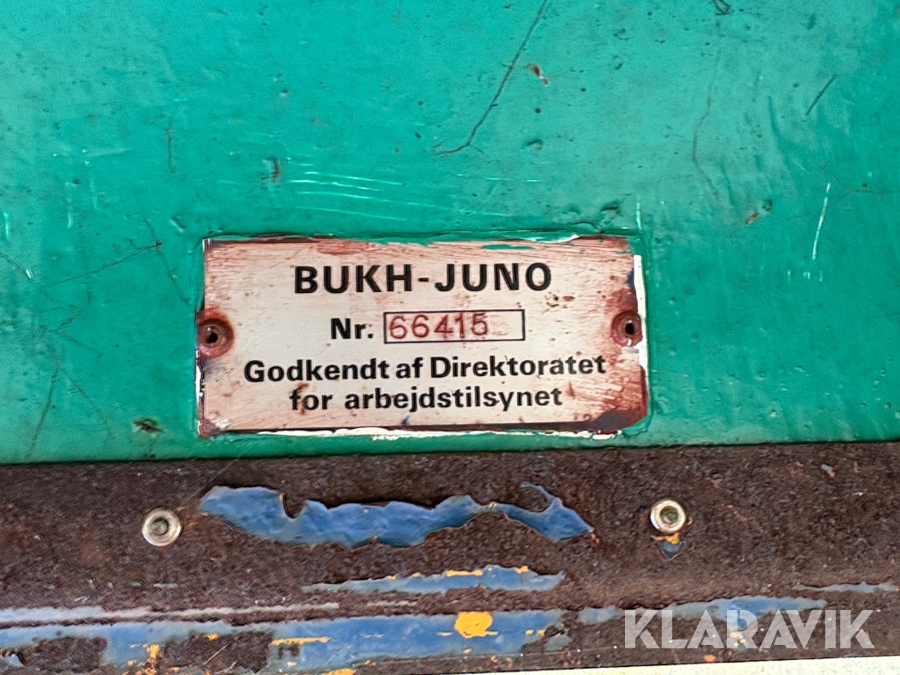 BUKH-JUNO
Nr. 66415
Godkendt af Direktoratet
for arbejdstilsynet
KLARAVIK